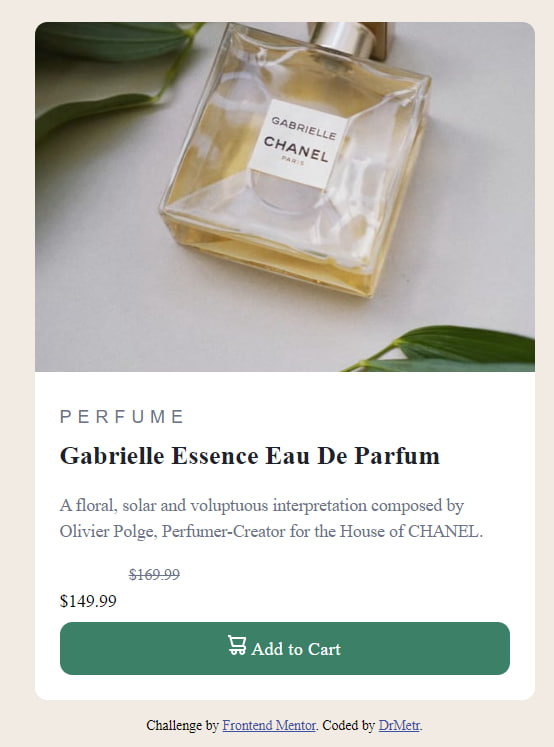 GABRIELLE
CHANEL
PARIS
PERFUME
Gabrielle Essence Eau De Parfum
A floral, solar and voluptuous interpretation composed by
Olivier Polge, Perfumer-Creator for the House of CHANEL.
$169.99
$149.99
Add to Cart
Challenge by Frontend Mentor. Coded by DrMetr.